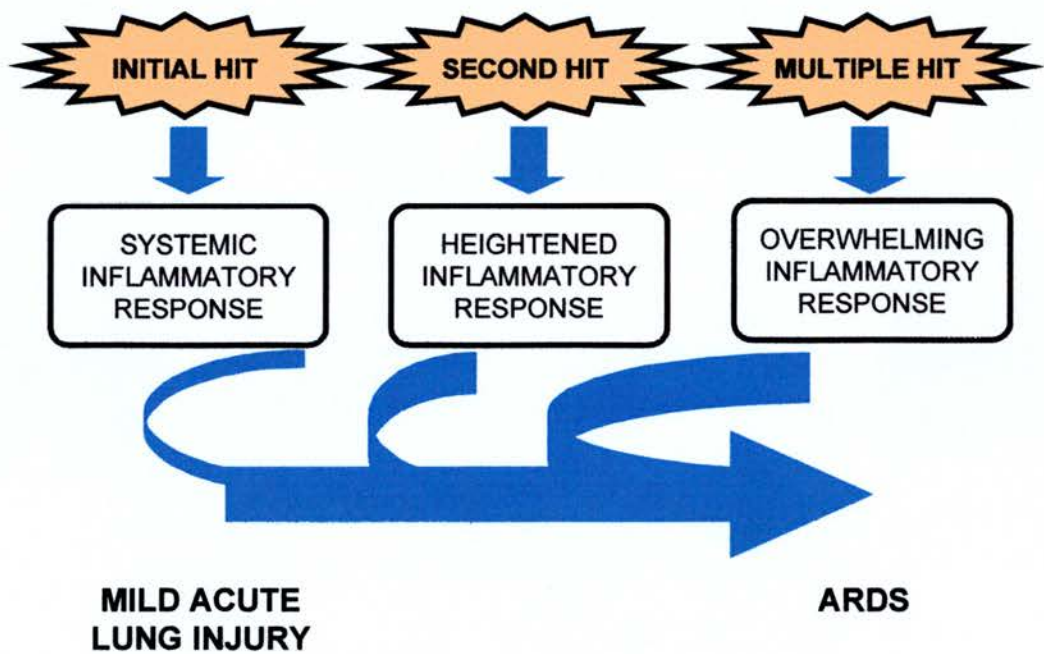 INITIAL HIT
SECOND HIT
MULTIPLE HIT
SYSTEMIC
INFLAMMATORY
RESPONSE
HEIGHTENED
INFLAMMATORY
RESPONSE
OVERWHELMING
INFLAMMATORY
RESPONSE
MILD ACUTE
LUNG INJURY
ARDS